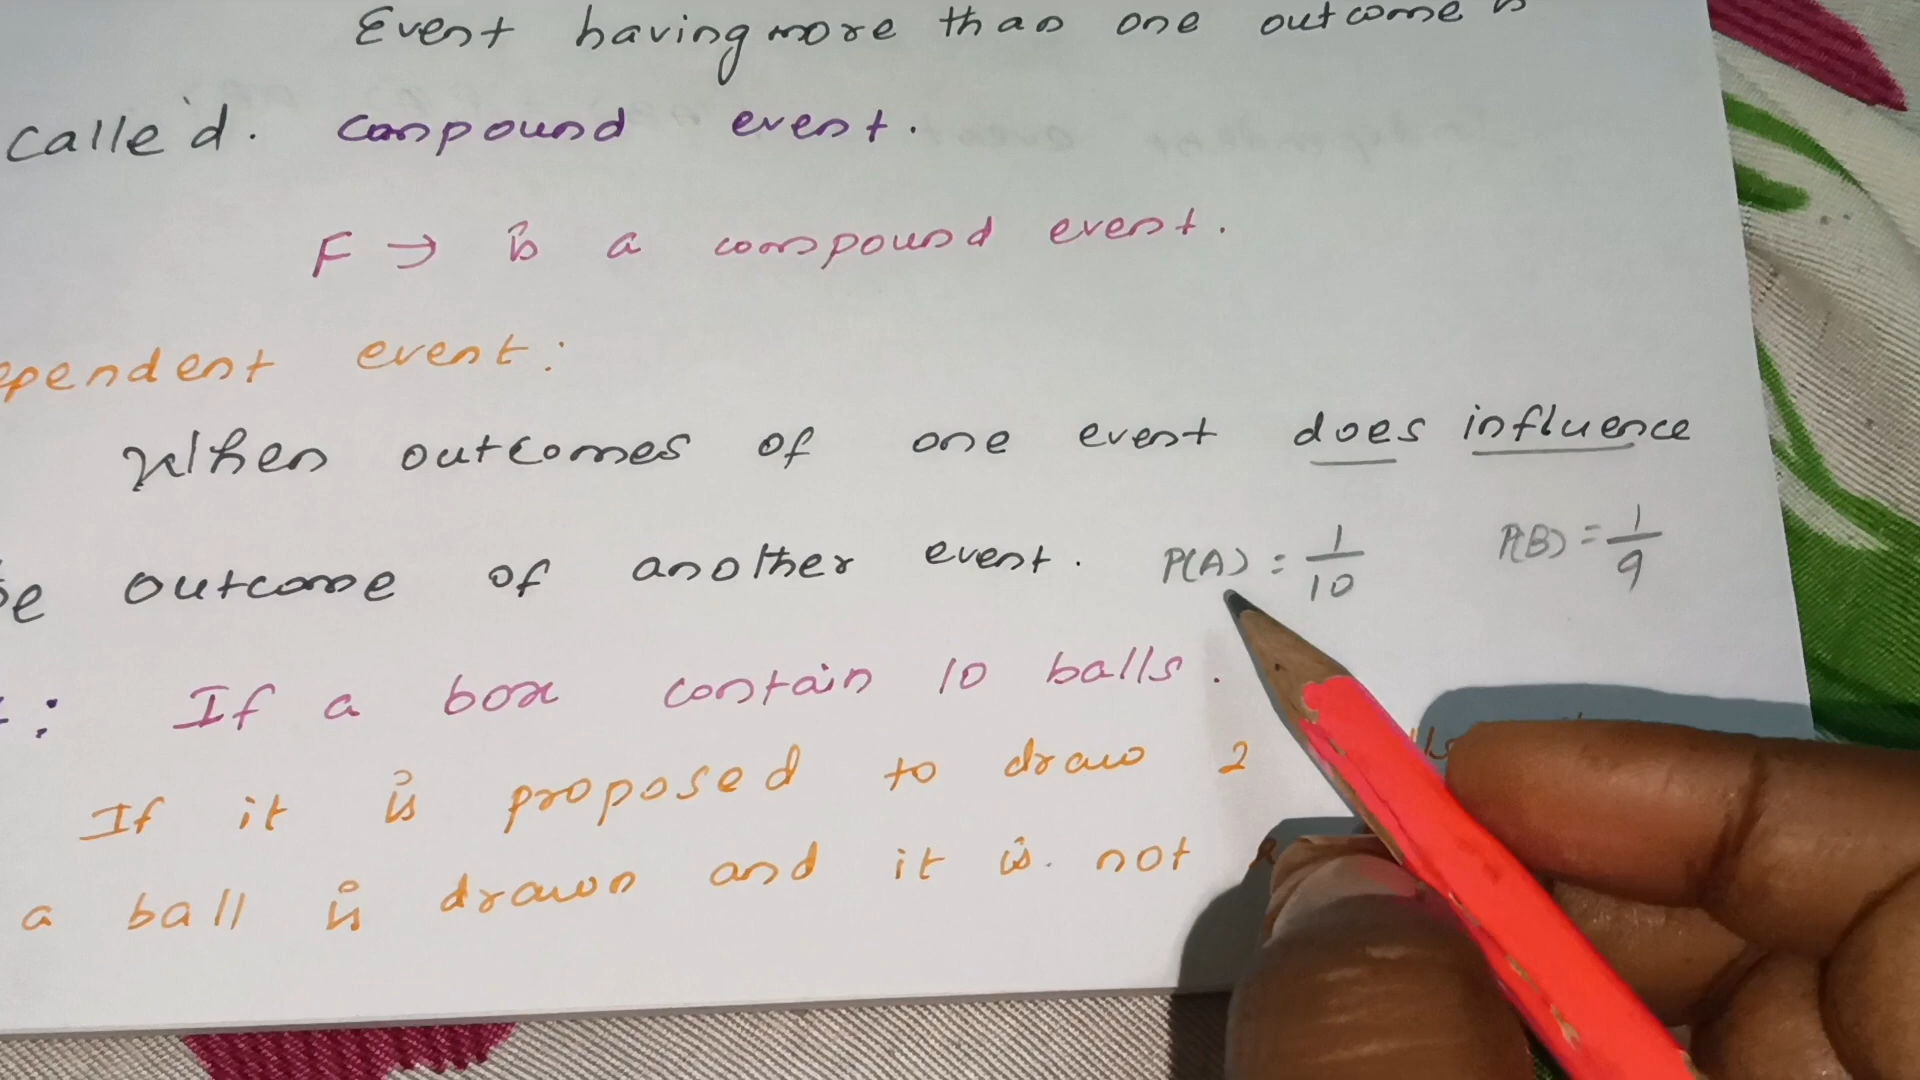 Event having more than one outcome is
called. compound event.
F → is a compound event.
ependent event:
When outcomes of one event does influence
outcome of another event. P(A) = 1/10 P(B) = 1/9
: If a box contain 10 balls.
If it is proposed to draw 2
a ball is drawn and it is not